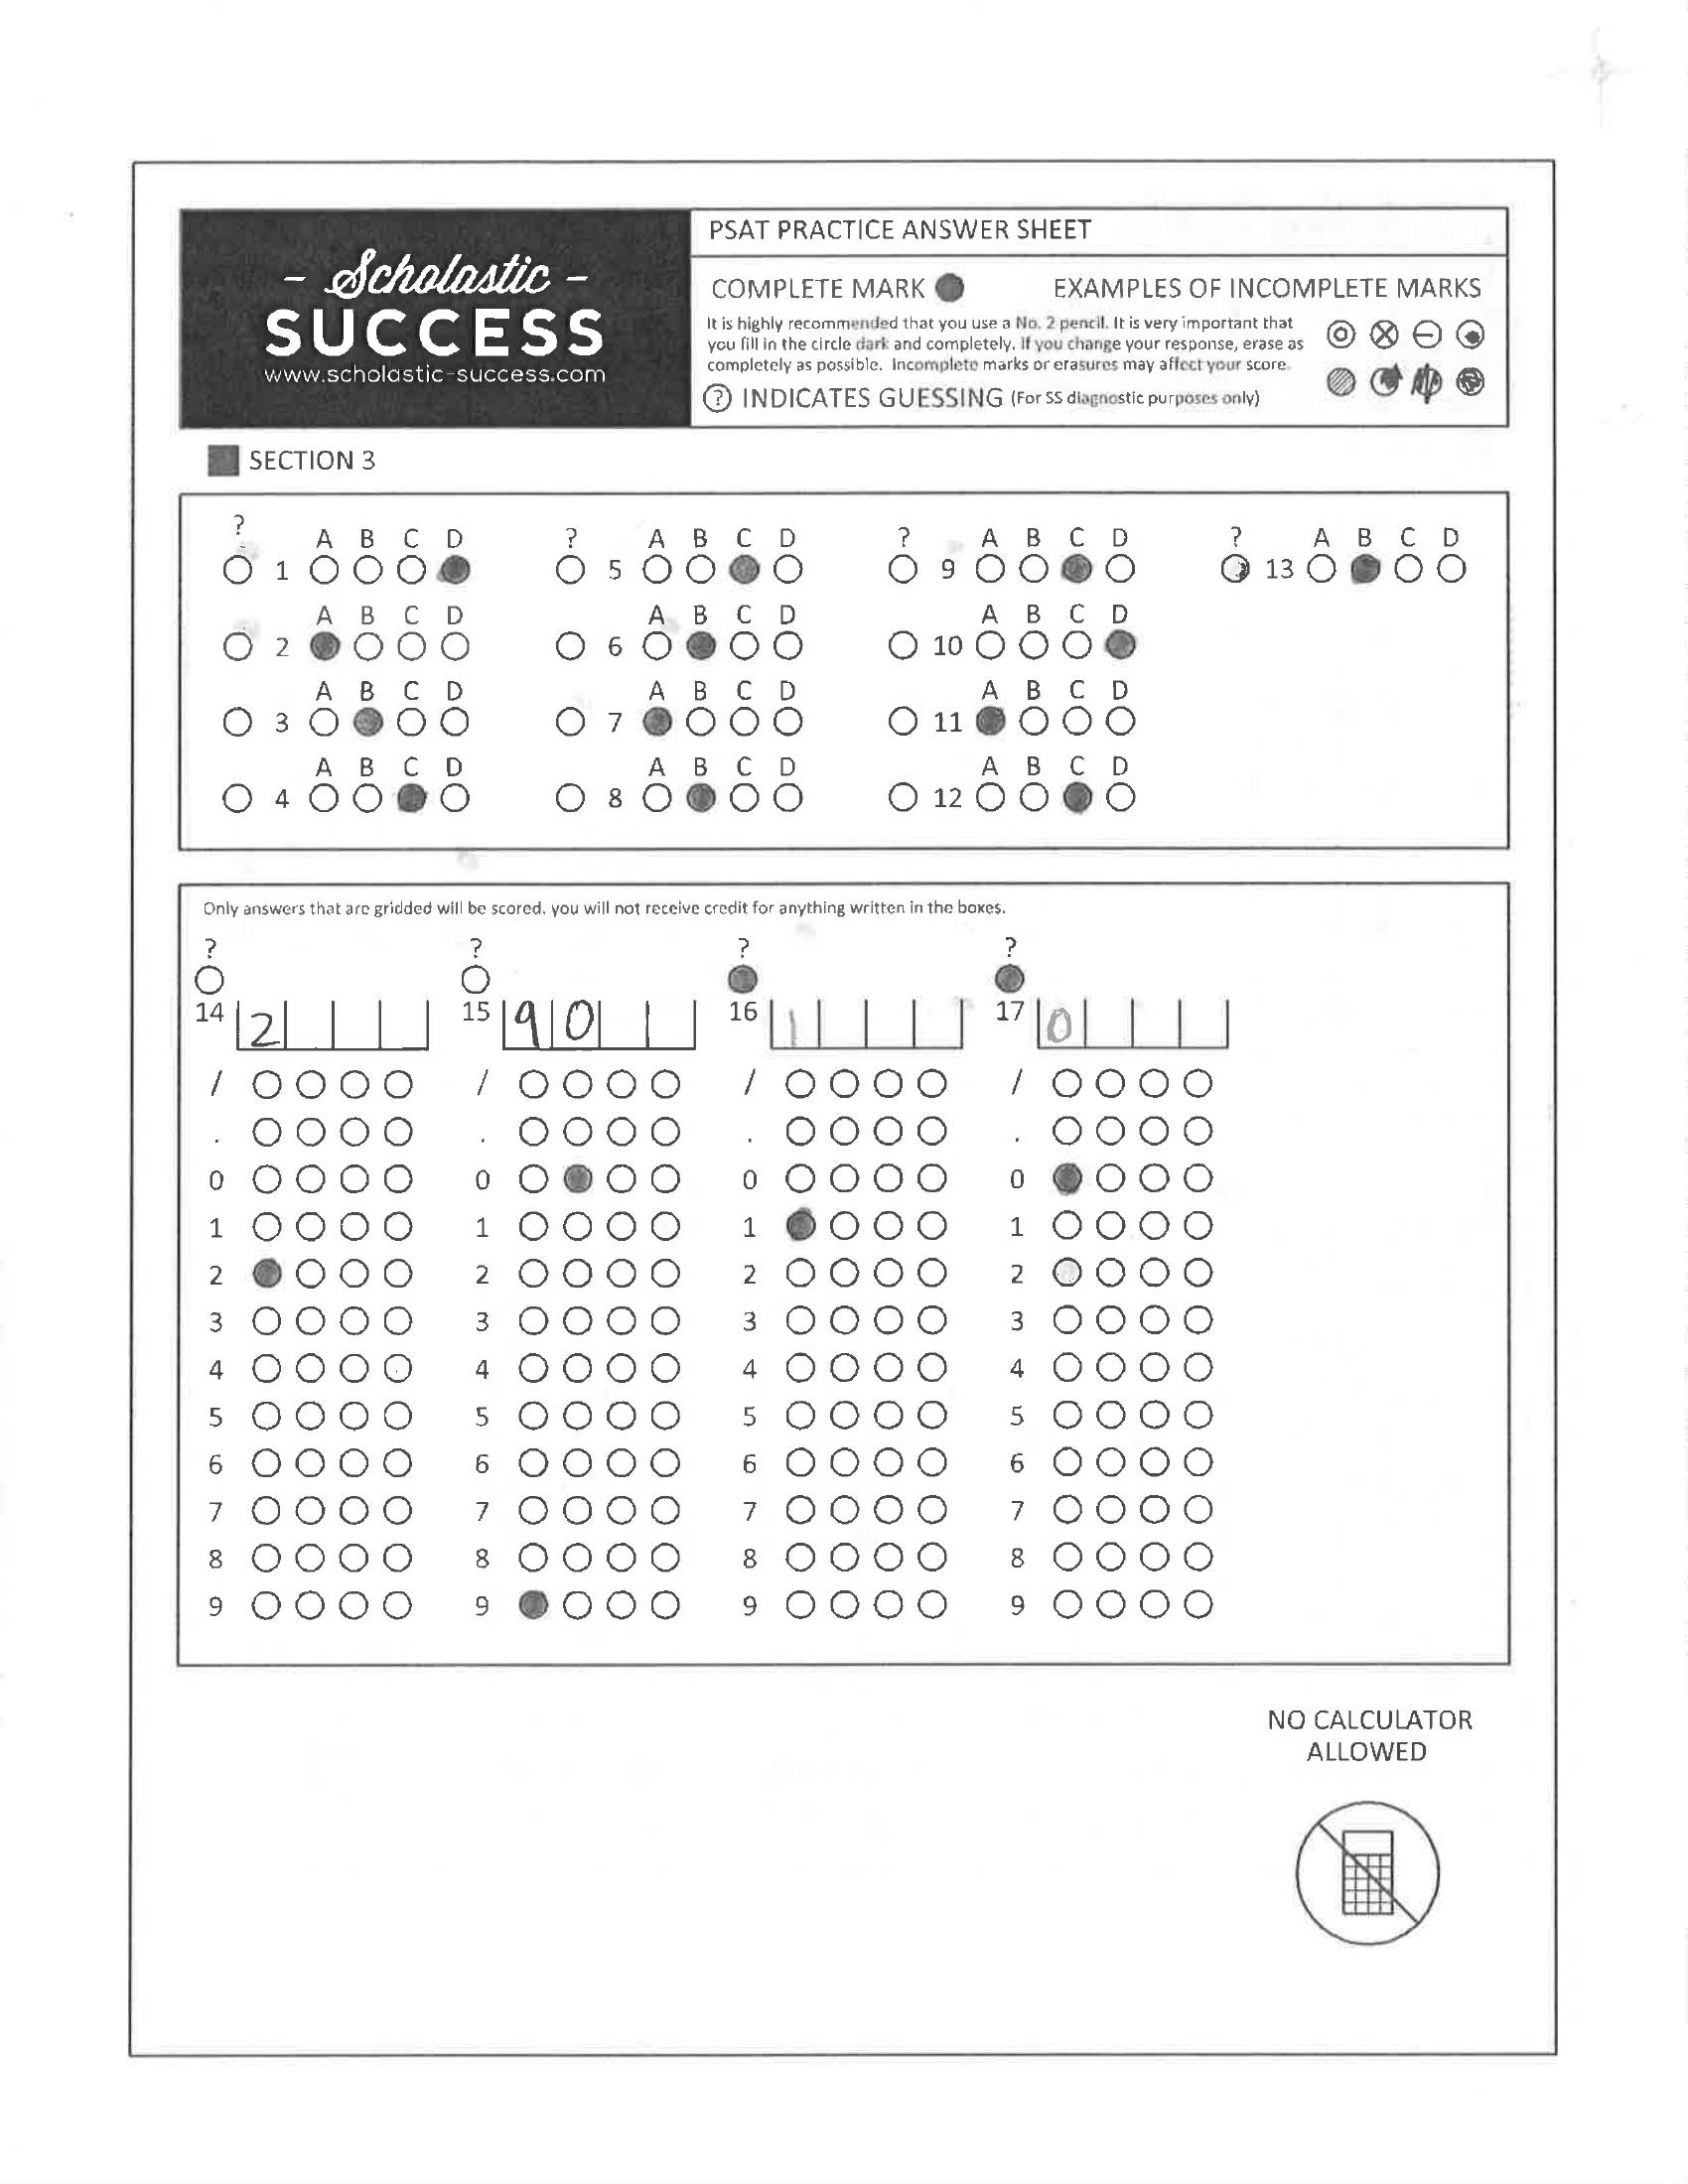 - Scholastic -
SUCCESS
www.scholastic-success.com
PSAT PRACTICE ANSWER SHEET
COMPLETE MARK EXAMPLES OF INCOMPLETE MARKS
It is highly recommended that you use a No. 2 pencil. It is very important that
you fill in the circle dark and completely. If you change your response, erase as
completely as possible. Incomplete marks or erasures may affect your score.
? INDICATES GUESSING (For SS diagnostic purposes only)
SECTION 3
? A B C D ? A B C D ? A B C D ? A B C D
1 5 9 13
A B C D A B C D A B C D
2 6 10
A B C D A B C D A B C D
3 7 11
A B C D A B C D A B C D
4 8 12
Only answers that are gridded will be scored. you will not receive credit for anything written in the boxes.
? ? ? ?
14 2 15 90 16 1 17 0
/ / / /
. . . .
0 0 0 0
1 1 1 1
2 2 2 2
3 3 3 3
4 4 4 4
5 5 5 5
6 6 6 6
7 7 7 7
8 8 8 8
9 9 9 9
NO CALCULATOR
ALLOWED